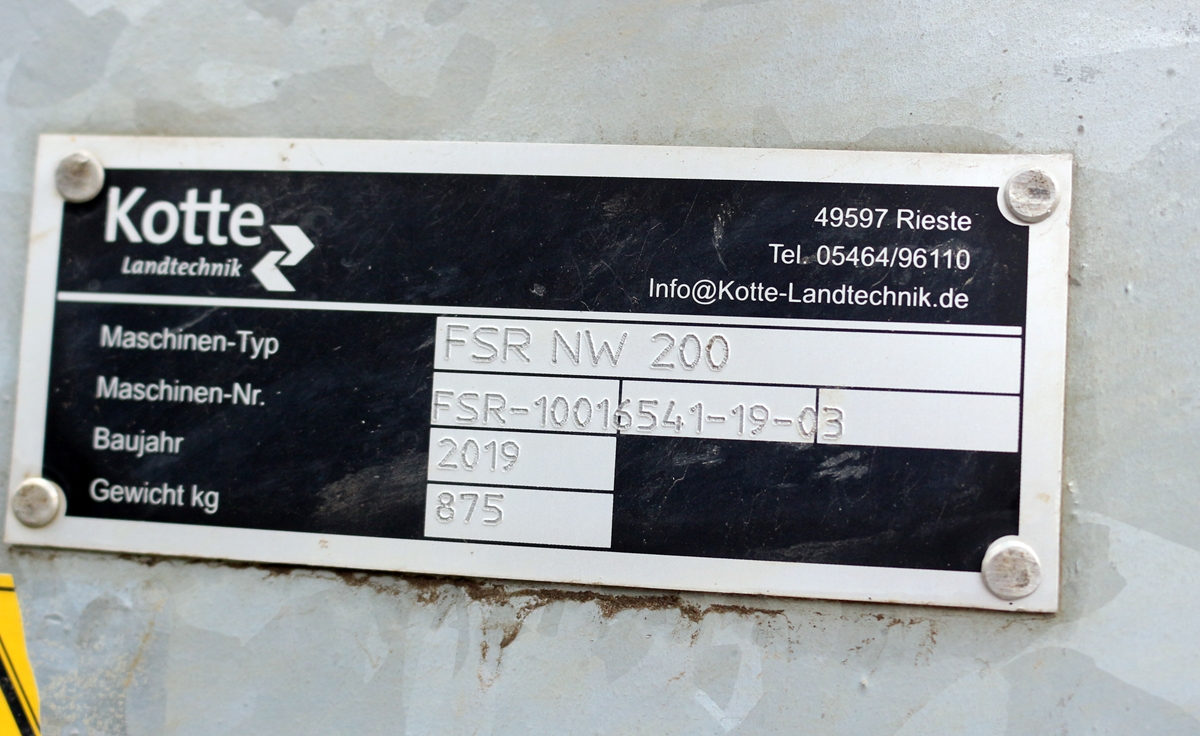 Kotte
Landtechnik
49597 Rieste
Tel. 05464/96110
Info@Kotte-Landtechnik.de
Maschinen-Typ FSR NW 200
Maschinen-Nr. FSR-10016541-19-03
Baujahr 2019
Gewicht kg 875